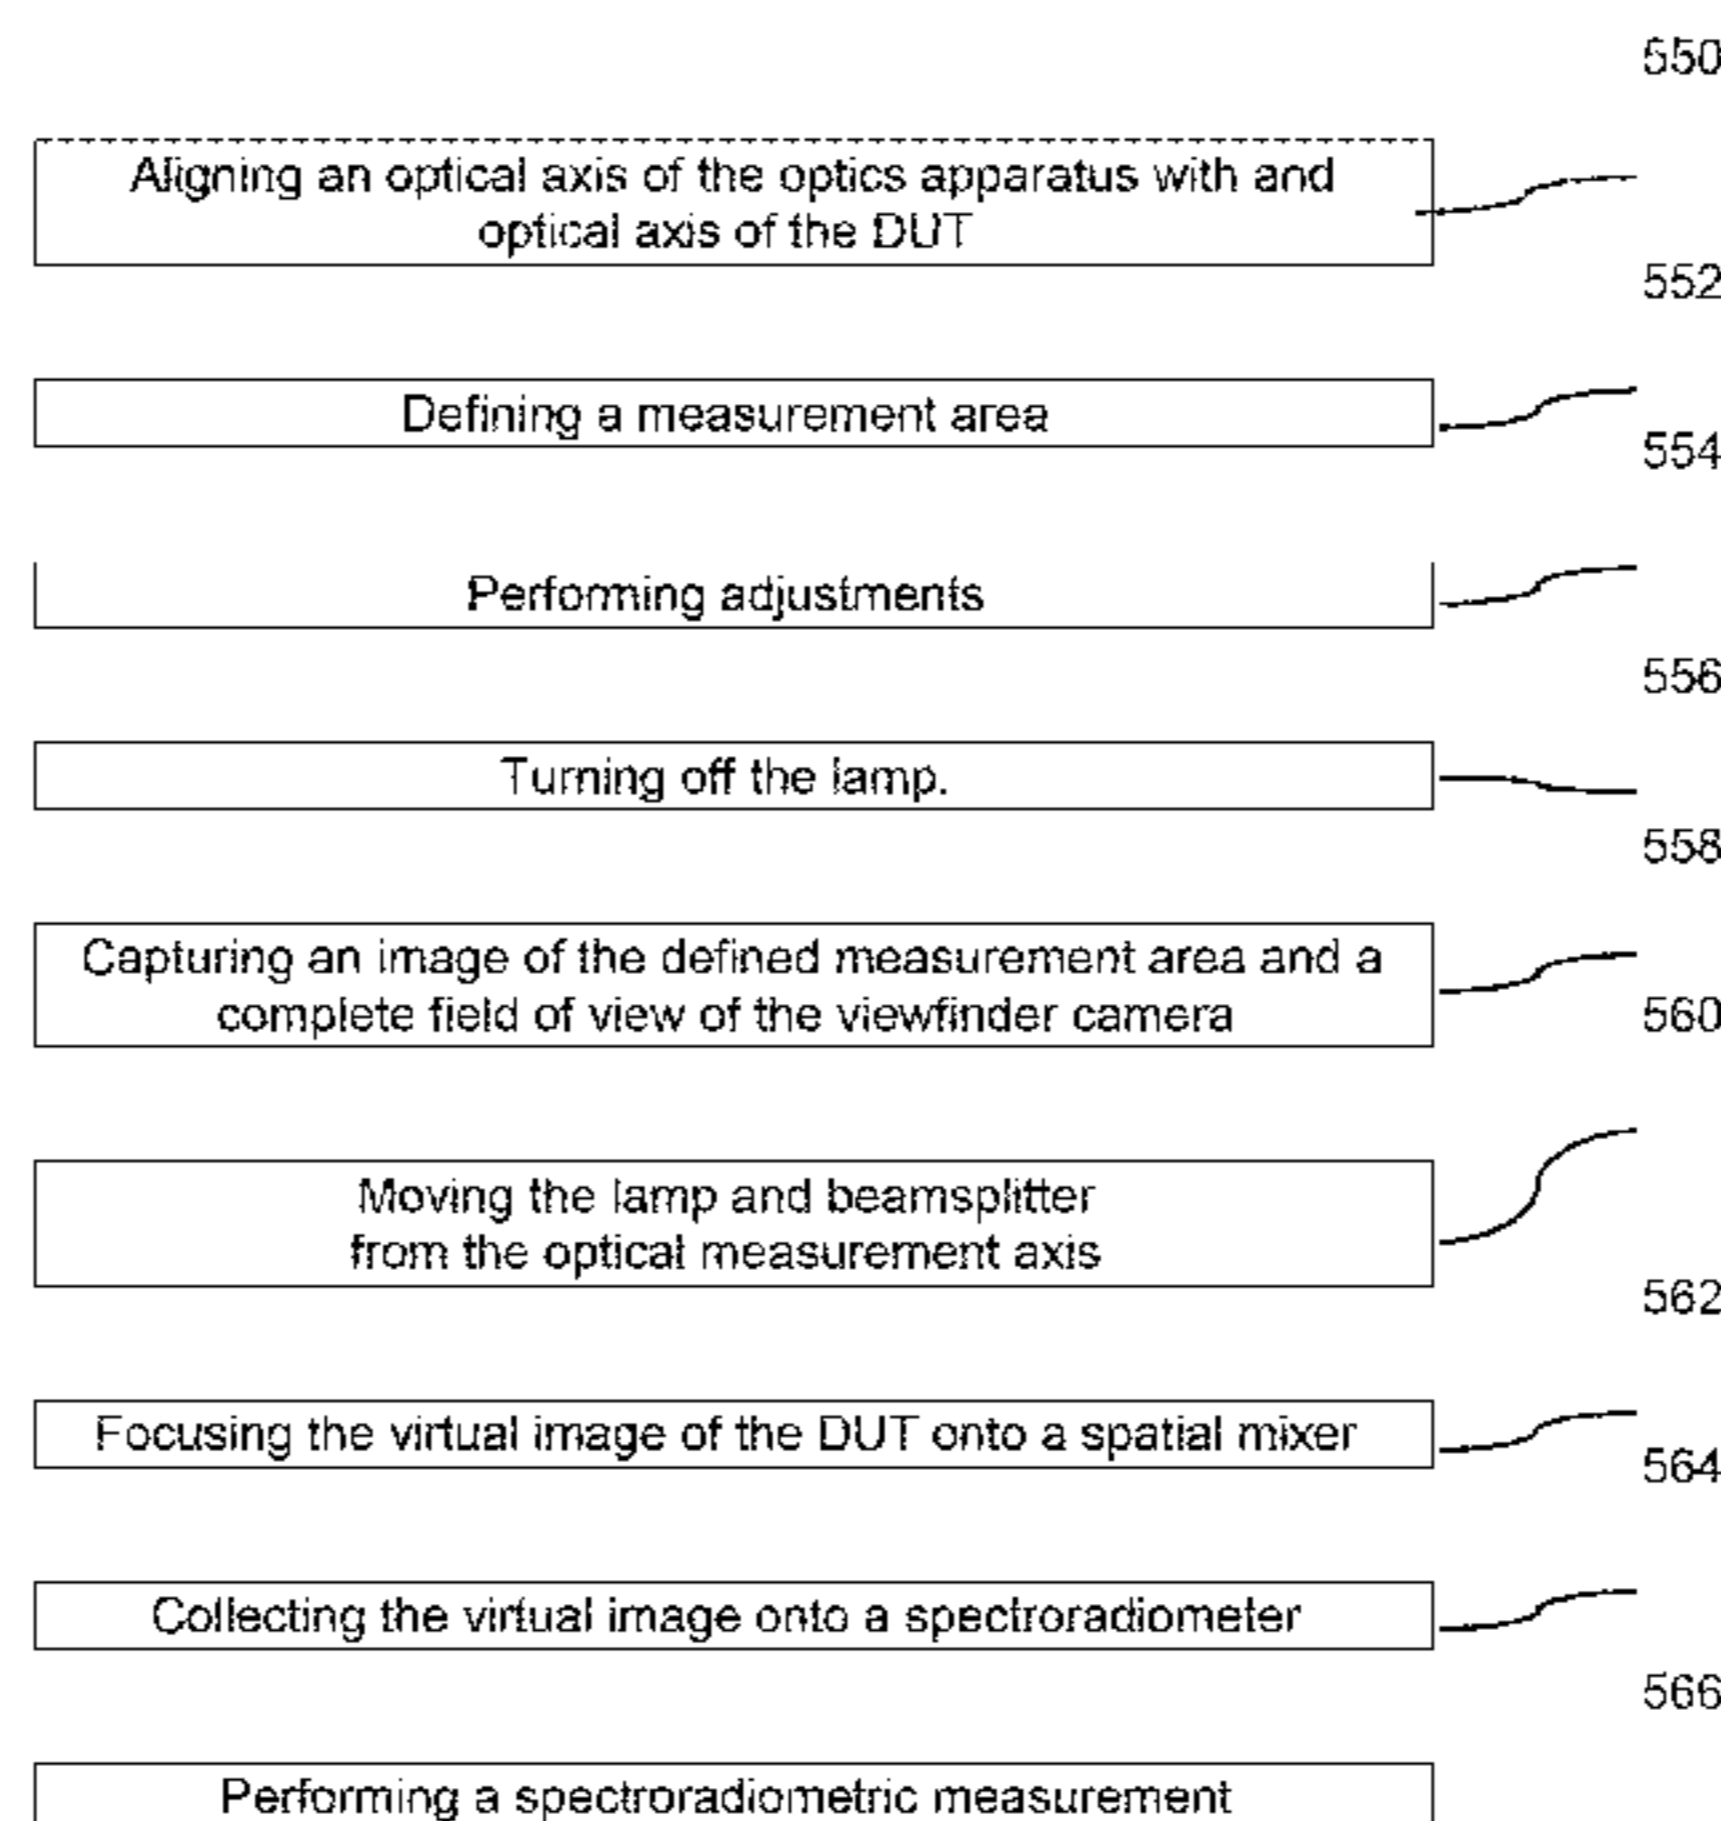 550
Aligning an optical axis of the optics apparatus with and
optical axis of the DUT
552
Defining a measurement area
554
Performing adjustments
556
Turning off the lamp.
558
Capturing an image of the defined measurement area and a
complete field of view of the viewfinder camera
560
Moving the lamp and beamsplitter
from the optical measurement axis
562
Focusing the virtual image of the DUT onto a spatial mixer
564
Collecting the virtual image onto a spectroradiometer
566
Performing a spectroradiometric measurement